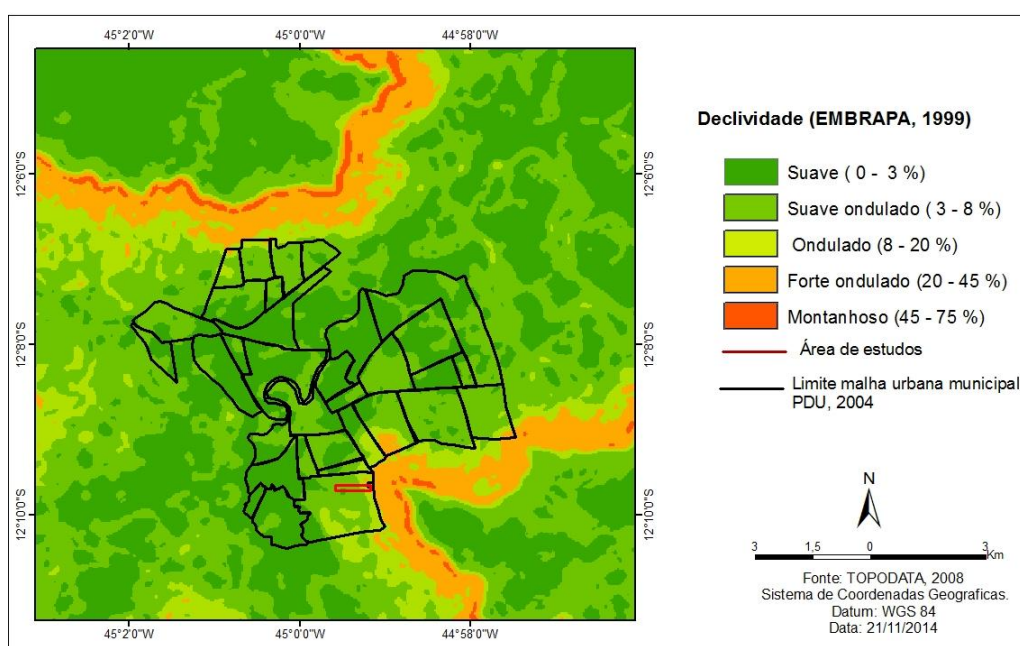 45°2'0"W 45°0'0"W 44°58'0"W
12°6'0"S 12°6'0"S
12°8'0"S 12°8'0"S
12°10'0"S 12°10'0"S
45°2'0"W 45°0'0"W 44°58'0"W
Declividade (EMBRAPA, 1999)
Suave ( 0 - 3 %)
Suave ondulado ( 3 - 8 %)
Ondulado (8 - 20 %)
Forte ondulado (20 - 45 %)
Montanhoso (45 - 75 %)
Área de estudos
Limite malha urbana municipal
PDU, 2004
N
3 1,5 0 3
Km
Fonte: TOPODATA, 2008
Sistema de Coordenadas Geograficas.
Datum: WGS 84
Data: 21/11/2014